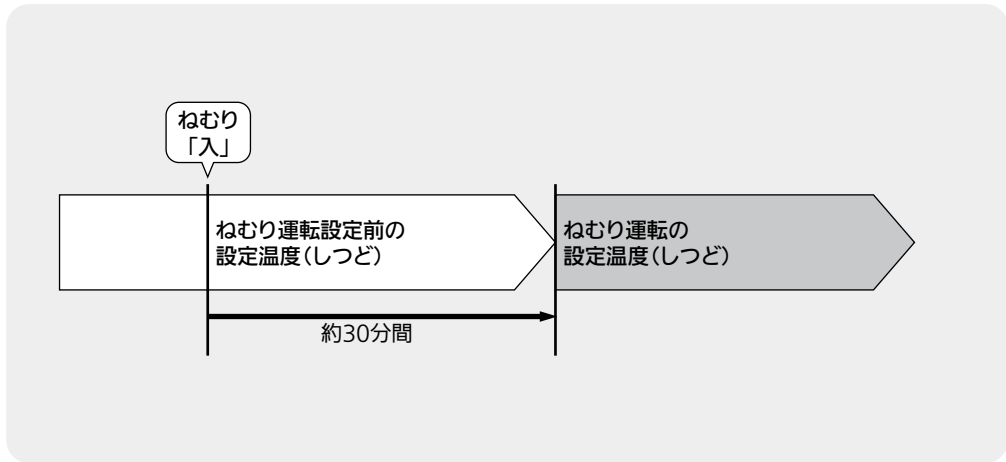 ねむり
「入」
ねむり運転設定前の
設定温度(しつど)
ねむり運転の
設定温度(しつど)
約30分間